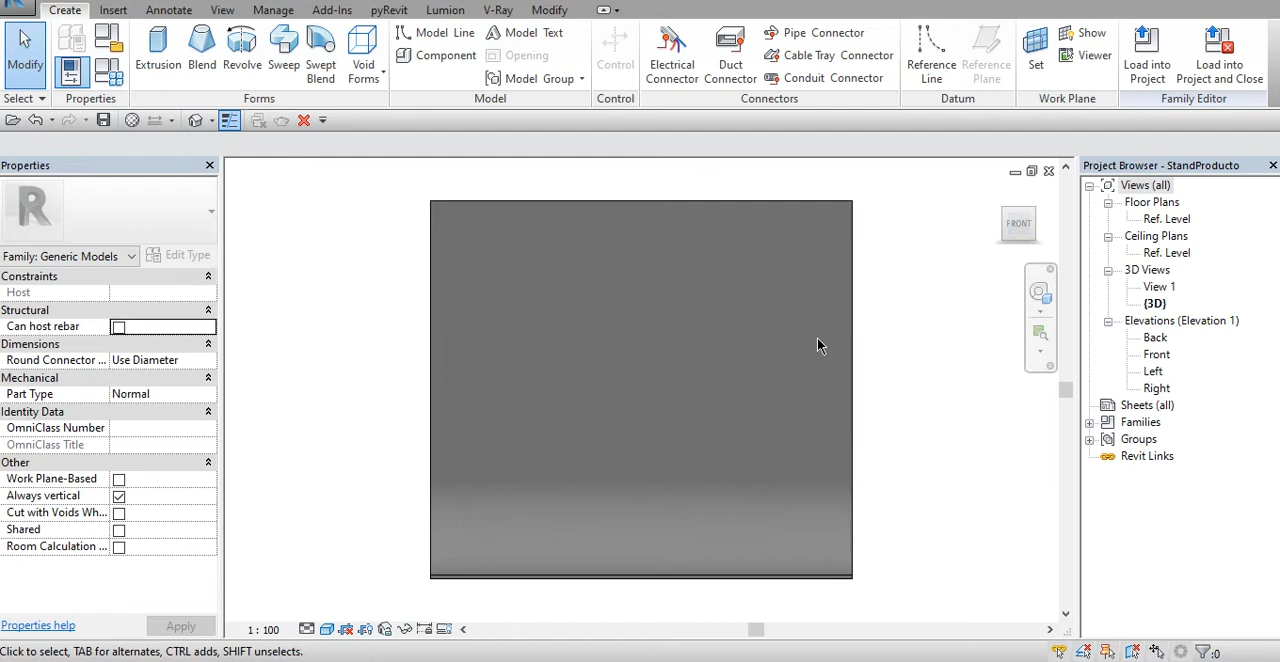 Create Insert Annotate View Manage Add-Ins pyRevit Lumion V-Ray Modify
Modify
Select
Properties
Extrusion Blend Revolve Sweep Swept Blend Void Forms
Forms
Model Line Model Text
Component Opening
Model Group
Model
Control
Control
Electrical Connector Duct Connector
Pipe Connector
Cable Tray Connector
Conduit Connector
Connectors
Reference Line Reference Plane
Datum
Set Show
Viewer
Work Plane
Load into Project Load into Project and Close
Family Editor
Properties
R
Family: Generic Models Edit Type
Constraints
Host
Structural
Can host rebar
Dimensions
Round Connector ... Use Diameter
Mechanical
Part Type Normal
Identity Data
OmniClass Number
OmniClass Title
Other
Work Plane-Based
Always vertical
Cut with Voids Wh...
Shared
Room Calculation ...
Properties help Apply
FRONT
1 : 100
Project Browser - StandProducto
Views (all)
Floor Plans
Ref. Level
Ceiling Plans
Ref. Level
3D Views
View 1
{3D}
Elevations (Elevation 1)
Back
Front
Left
Right
Sheets (all)
Families
Groups
Revit Links
Click to select, TAB for alternates, CTRL adds, SHIFT unselects. :0